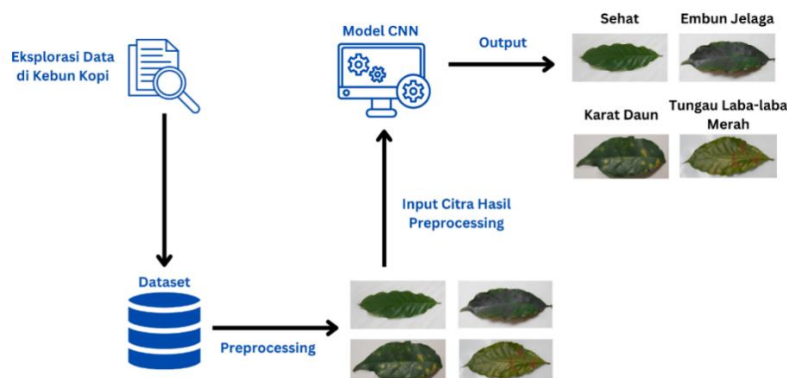 Eksplorasi Data
di Kebun Kopi
Dataset
Preprocessing
Input Citra Hasil
Preprocessing
Model CNN
Output
Sehat
Embun Jelaga
Karat Daun
Tungau Laba-laba
Merah